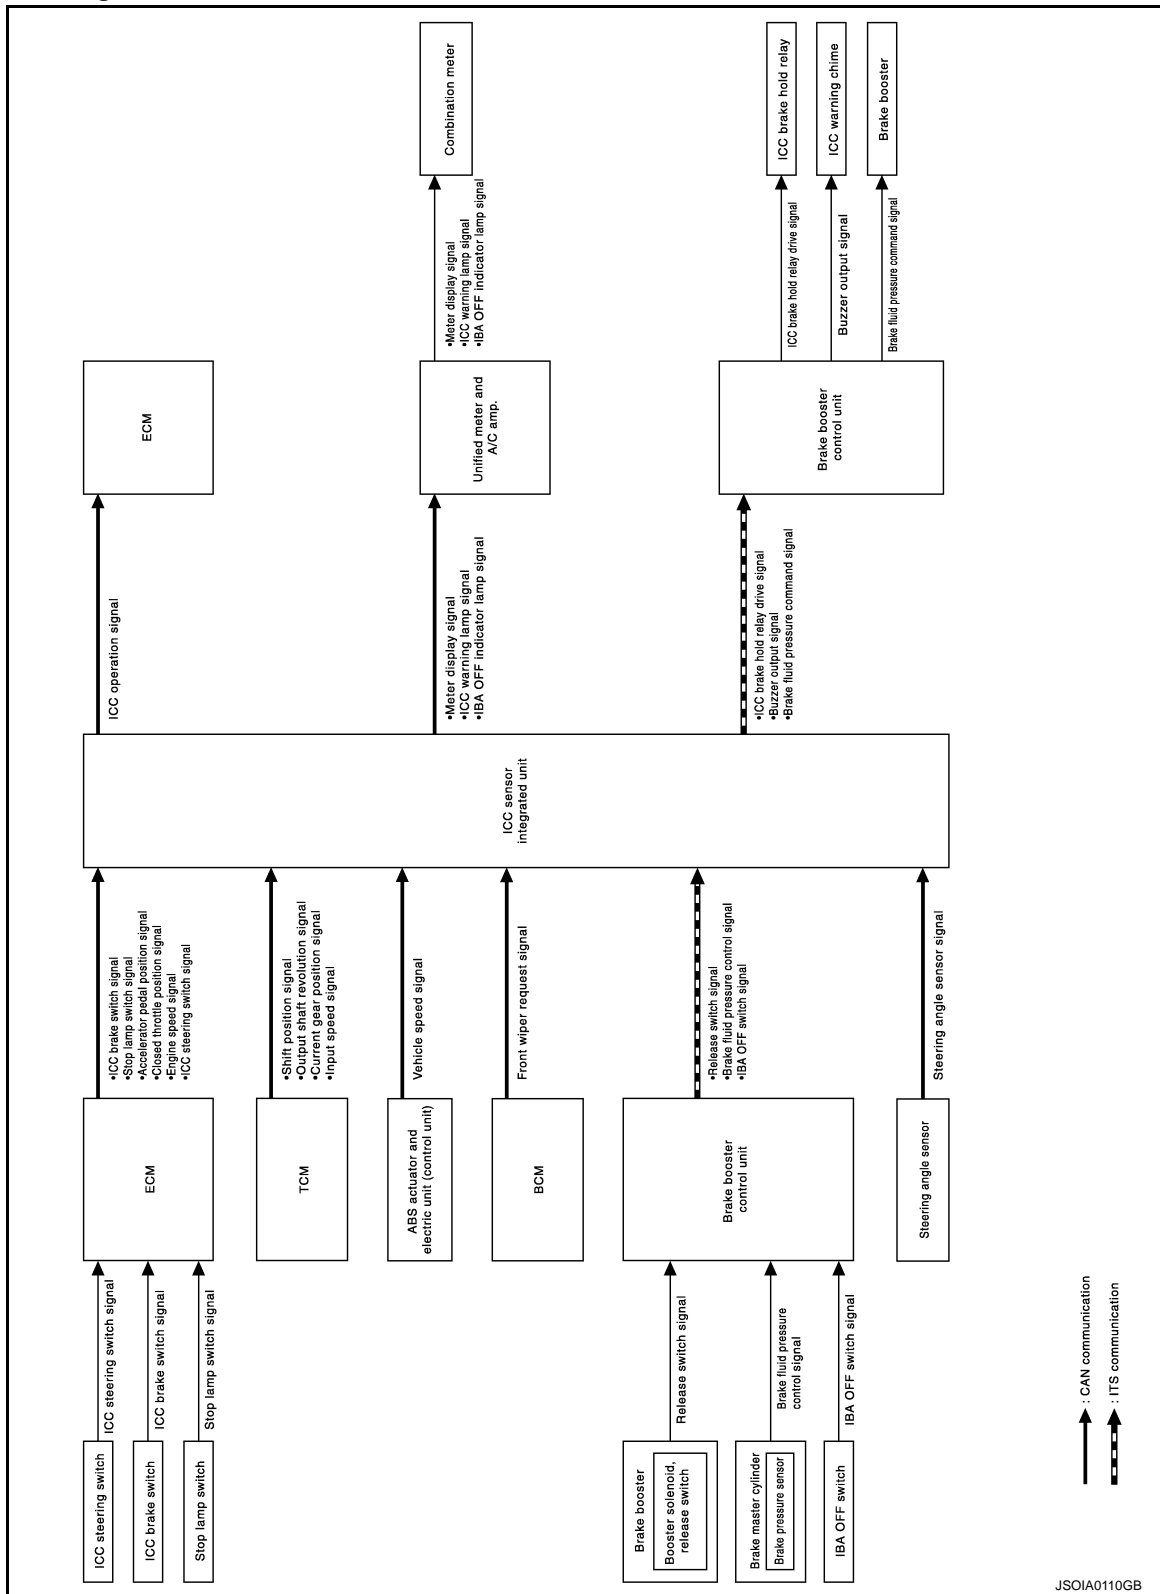 ICC steering switch
ICC brake switch
Stop lamp switch
Brake booster
Booster solenoid,
release switch
Brake master cylinder
Brake pressure sensor
IBA OFF switch
ICC steering switch signal
ICC brake switch signal
Stop lamp switch signal
Release switch signal
Brake fluid pressure
control signal
IBA OFF switch signal
ECM
TCM
ABS actuator and
electric unit (control unit)
BCM
Brake booster
control unit
Steering angle sensor
•ICC brake switch signal
•Stop lamp switch signal
•Accelerator pedal position signal
•Closed throttle position signal
•Engine speed signal
•ICC steering switch signal
•Shift position signal
•Output shaft revolution signal
•Current gear position signal
•Input speed signal
Vehicle speed signal
Front wiper request signal
•Release switch signal
•Brake fluid pressure control signal
•IBA OFF switch signal
Steering angle sensor signal
ICC sensor
integrated unit
ICC operation signal
•Meter display signal
•ICC warning lamp signal
•IBA OFF indicator lamp signal
•ICC brake hold relay drive signal
•Buzzer output signal
•Brake fluid pressure command signal
ECM
Unified meter and
A/C amp.
Brake booster
control unit
•Meter display signal
•ICC warning lamp signal
•IBA OFF indicator lamp signal
ICC brake hold relay drive signal
Buzzer output signal
Brake fluid pressure command signal
Combination meter
ICC brake hold relay
ICC warning chime
Brake booster
: CAN communication
: ITS communication
JSOIA0110GB